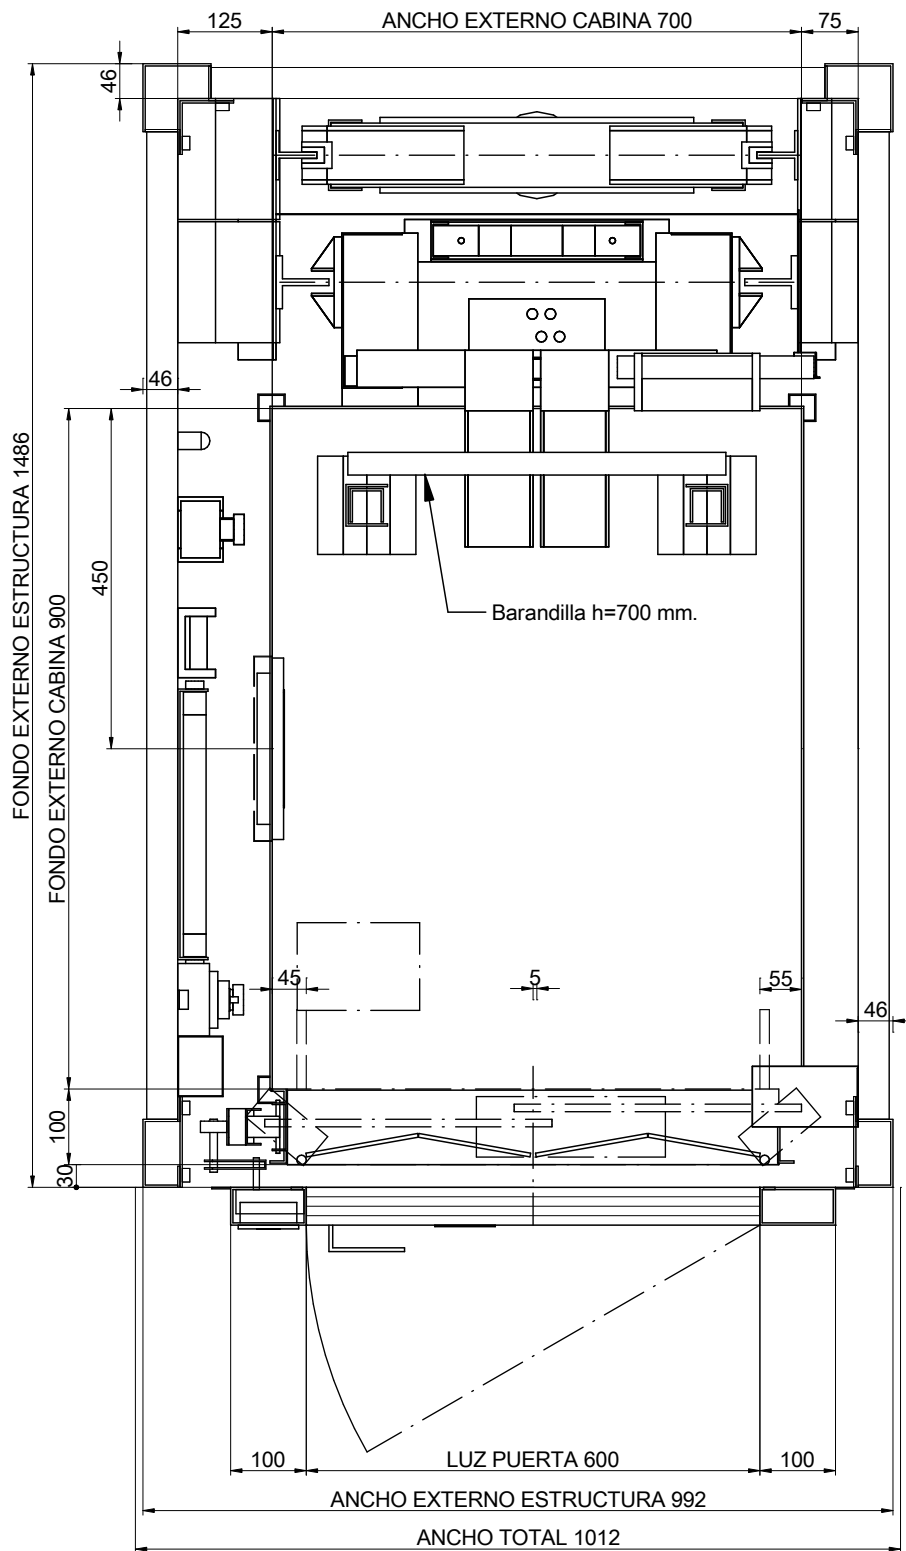 125
ANCHO EXTERNO CABINA 700
75
46
46
FONDO EXTERNO ESTRUCTURA 1486
FONDO EXTERNO CABINA 900
450
Barandilla h=700 mm.
45
5
55
46
100
30
100
LUZ PUERTA 600
100
ANCHO EXTERNO ESTRUCTURA 992
ANCHO TOTAL 1012